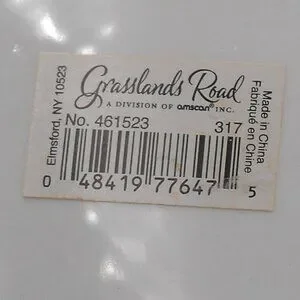 Grasslands Road
A DIVISION OF amscan® INC.
No. 461523 317
0 48419 77647 5
Elmsford, NY 10523
Made in China
Fabriqué en Chine